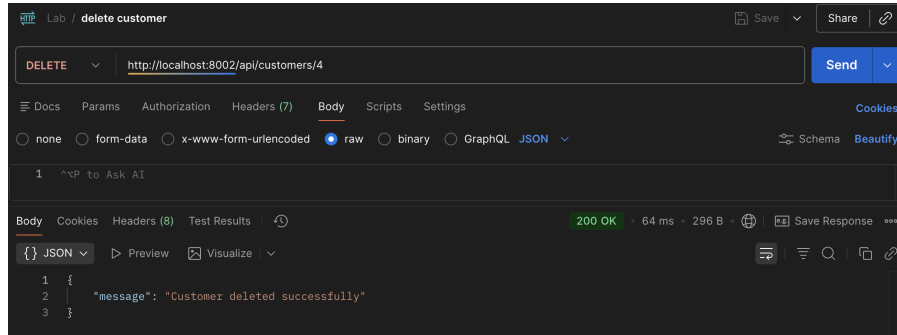 HTTP Lab / delete customer Save Share
DELETE http://localhost:8002/api/customers/4 Send
Docs Params Authorization Headers (7) Body Scripts Settings Cookies
none form-data x-www-form-urlencoded raw binary GraphQL JSON Schema Beautify
1 ^⌥P to Ask AI
Body Cookies Headers (8) Test Results 200 OK • 64 ms • 296 B • e.g. Save Response
{} JSON Preview Visualize
1 {
2 "message": "Customer deleted successfully"
3 }